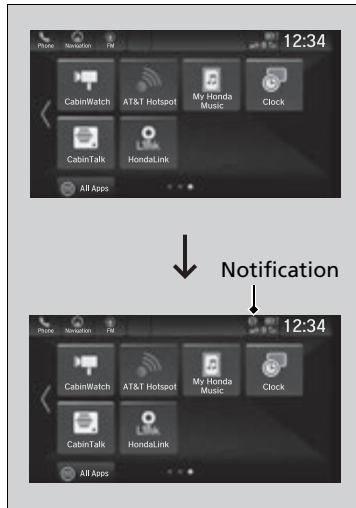 Phone Navigation FM 12:34
CabinWatch AT&T Hotspot My Honda Music Clock
CabinTalk HondaLink
All Apps
Notification
Phone Navigation FM 12:34
CabinWatch AT&T Hotspot My Honda Music Clock
CabinTalk HondaLink
All Apps